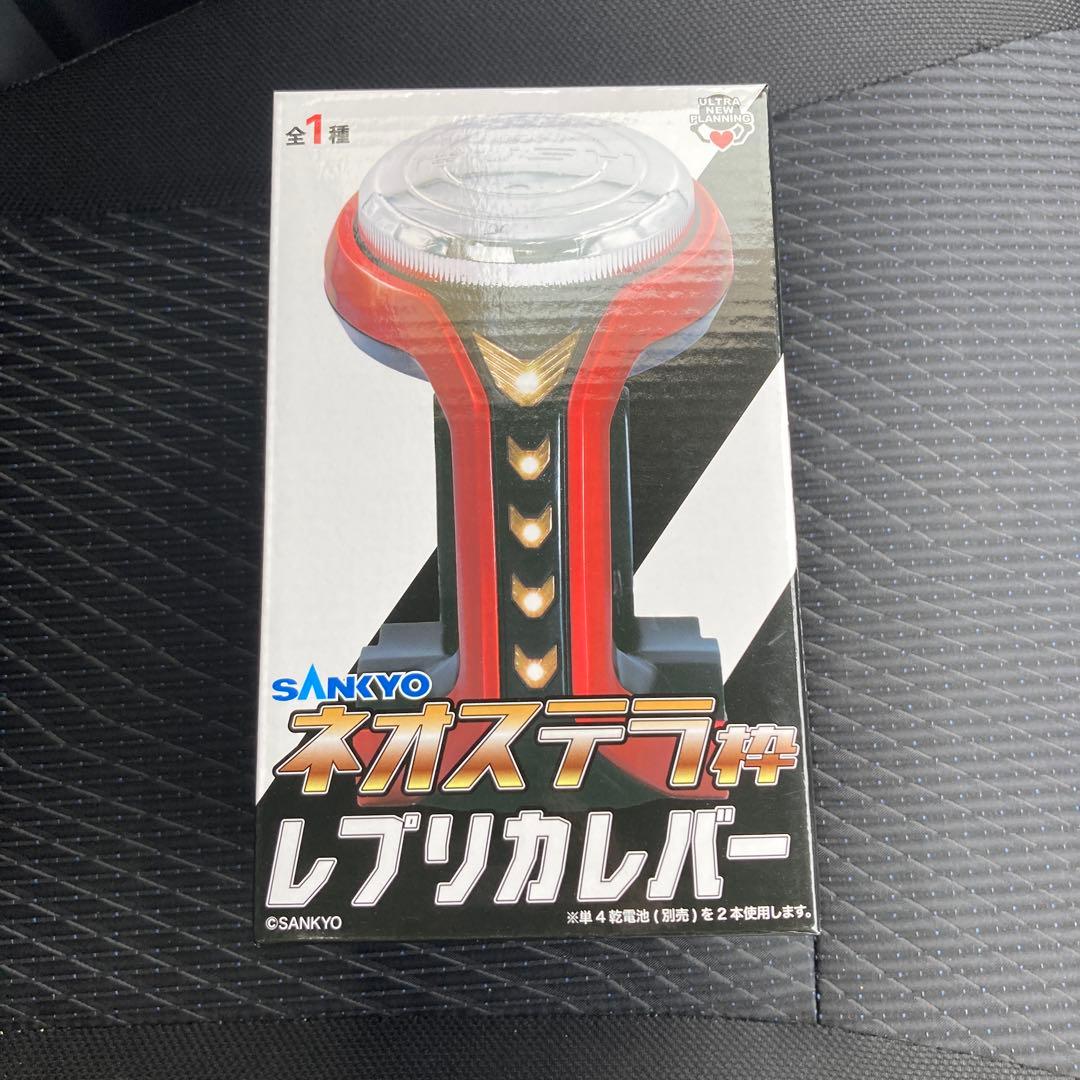 全1種
ULTRA
NEW
PLANNING
SANKYO
ネオステラ枠
レプリカレバー
©SANKYO
※単4乾電池(別売)を2本使用します。